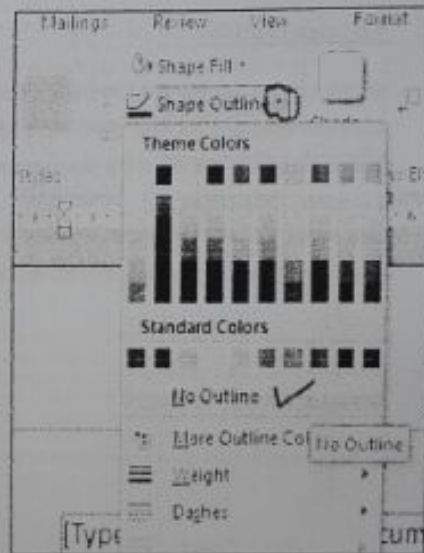 Mailings Review View Format
Shape Fill
Shape Outline
Theme Colors
Styles
Standard Colors
No Outline
More Outline Co No Outline
Weight
Dashes
[Type cum